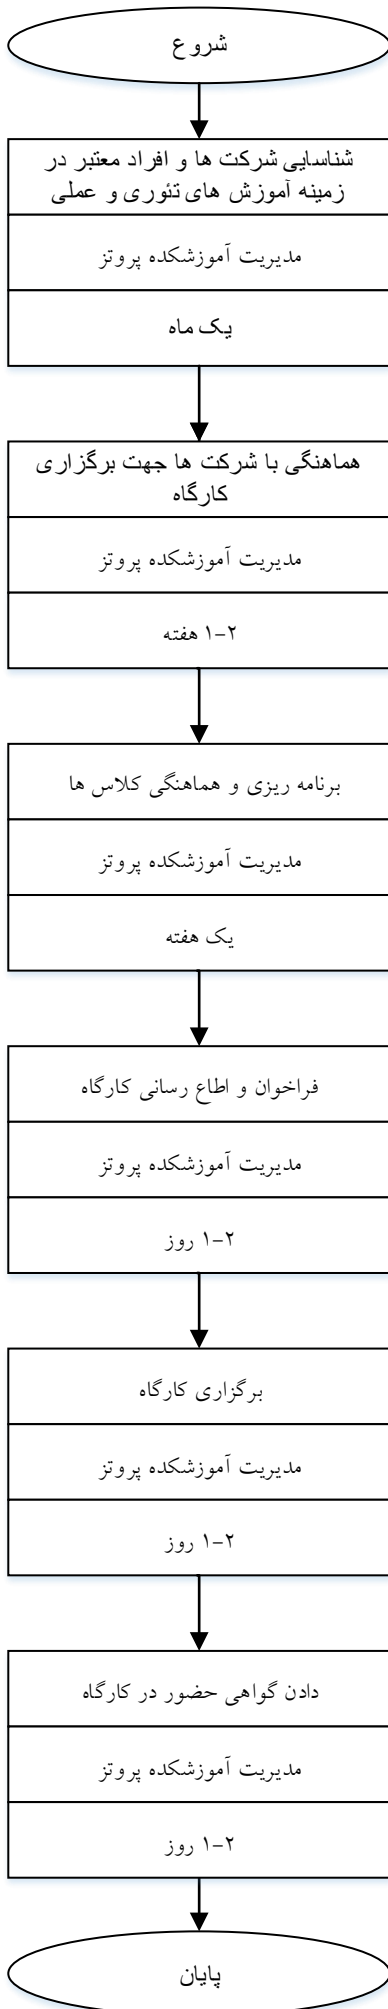 شروع
شناسایی شرکت ها و افراد معتبر در
زمینه آموزش های تئوری و عملی
مدیریت آموزشکده پروتز
یک ماه
هماهنگی با شرکت ها جهت برگزاری
کارگاه
مدیریت آموزشکده پروتز
۱-۲ هفته
برنامه ریزی و هماهنگی کلاس ها
مدیریت آموزشکده پروتز
یک هفته
فراخوان و اطاع رسانی کارگاه
مدیریت آموزشکده پروتز
۱-۲ روز
برگزاری کارگاه
مدیریت آموزشکده پروتز
۱-۲ روز
دادن گواهی حضور در کارگاه
مدیریت آموزشکده پروتز
۱-۲ روز
پایان